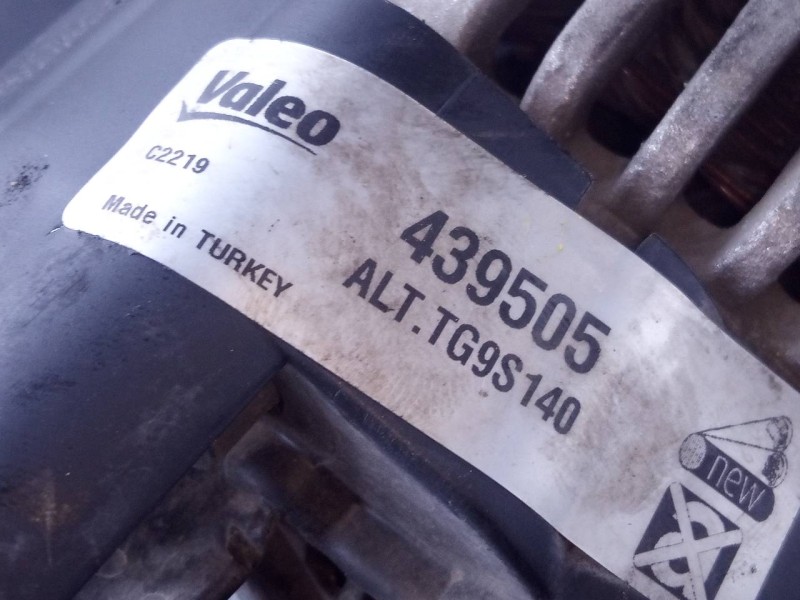 Valeo
C2219
Made in TURKEY
439505
ALT.TG9S140
new